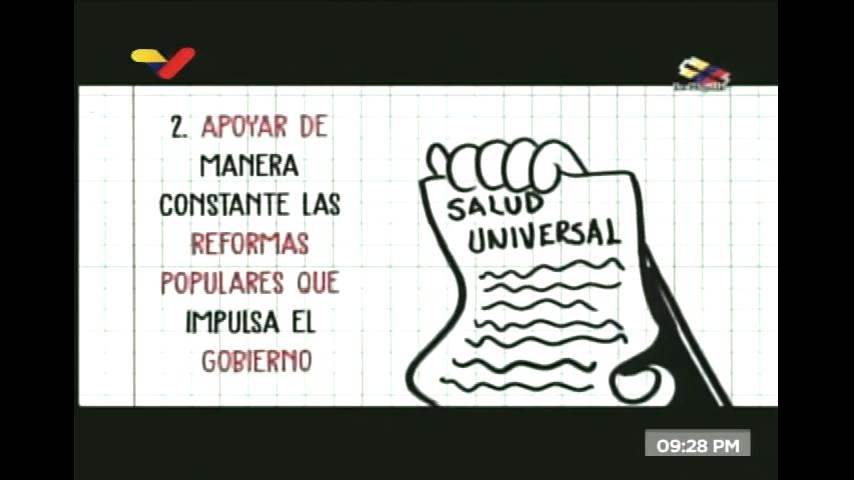 2. APOYAR DE
MANERA
CONSTANTE LAS
REFORMAS
POPULARES QUE
IMPULSA EL
GOBIERNO
SALUD
UNIVERSAL
09:28 PM